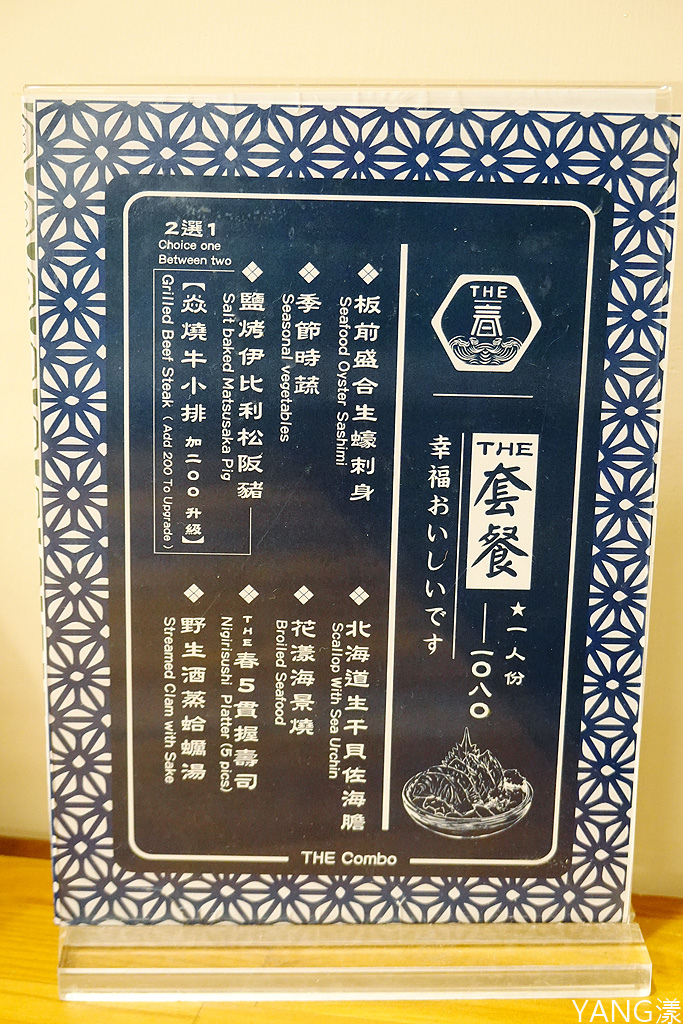 THE
春
THE
套餐
★一人份
一〇八〇
幸福おいしいです
板前盛合生蠔刺身
Seafood Oyster Sashimi
季節時蔬
Seasonal vegetables
鹽烤伊比利松阪豬
Salt baked Matsusaka Pig
2選1
Choice one
Between two
【焱燒牛小排 加二〇〇升級】
Grilled Beef Steak (Add 200 To Upgrade)
北海道生干貝佐海膽
Scallop With Sea Urchin
花漾海景燒
Broiled Seafood
THE春5貫握壽司
Nigirisushi Platter (5 pics)
野生酒蒸蛤蠣湯
Streamed Clam with Sake
THE Combo
YANG漾